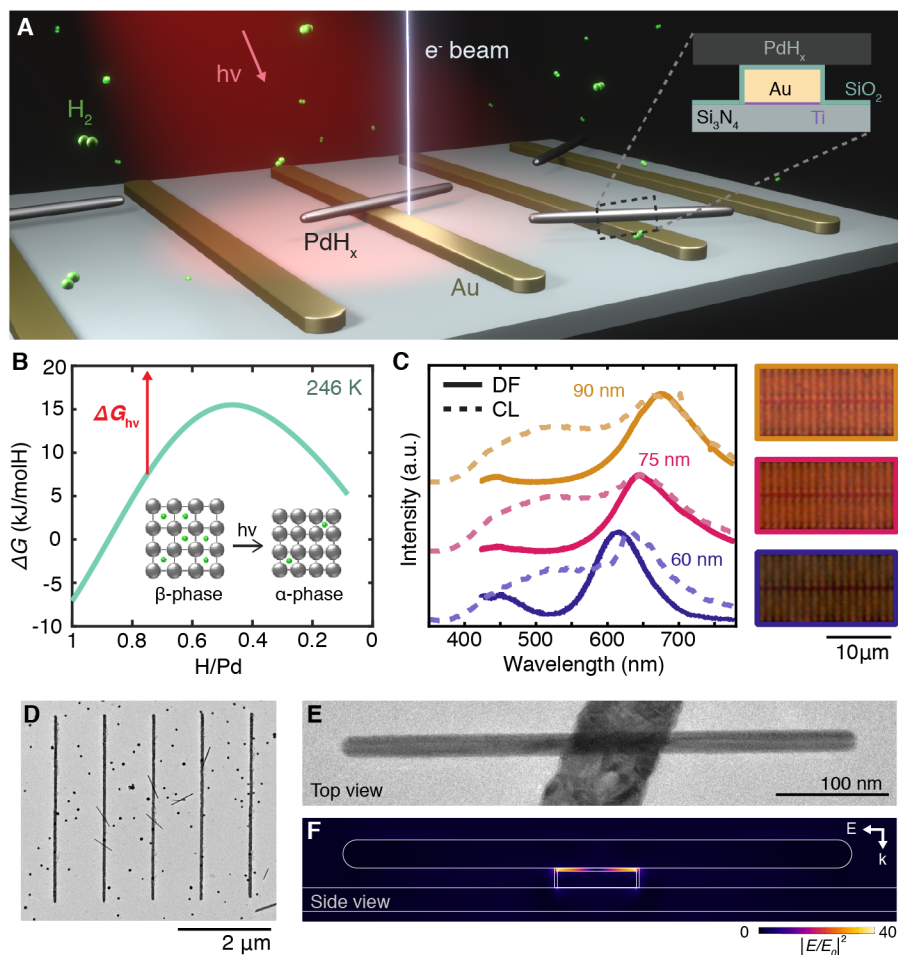 A
H₂
hν
e⁻ beam
PdHₓ
Au
PdHₓ
Au
SiO₂
Si₃N₄
Ti
B
20
15
10
5
0
-5
-10
ΔG (kJ/molH)
246 K
ΔG_hν
hν
β-phase
α-phase
1
0.8
0.6
0.4
0.2
0
H/Pd
C
DF
CL
90 nm
75 nm
60 nm
Intensity (a.u.)
400
500
600
700
Wavelength (nm)
10μm
D
2 μm
E
Top view
100 nm
F
E
k
Side view
0
40
|E/E₀|²